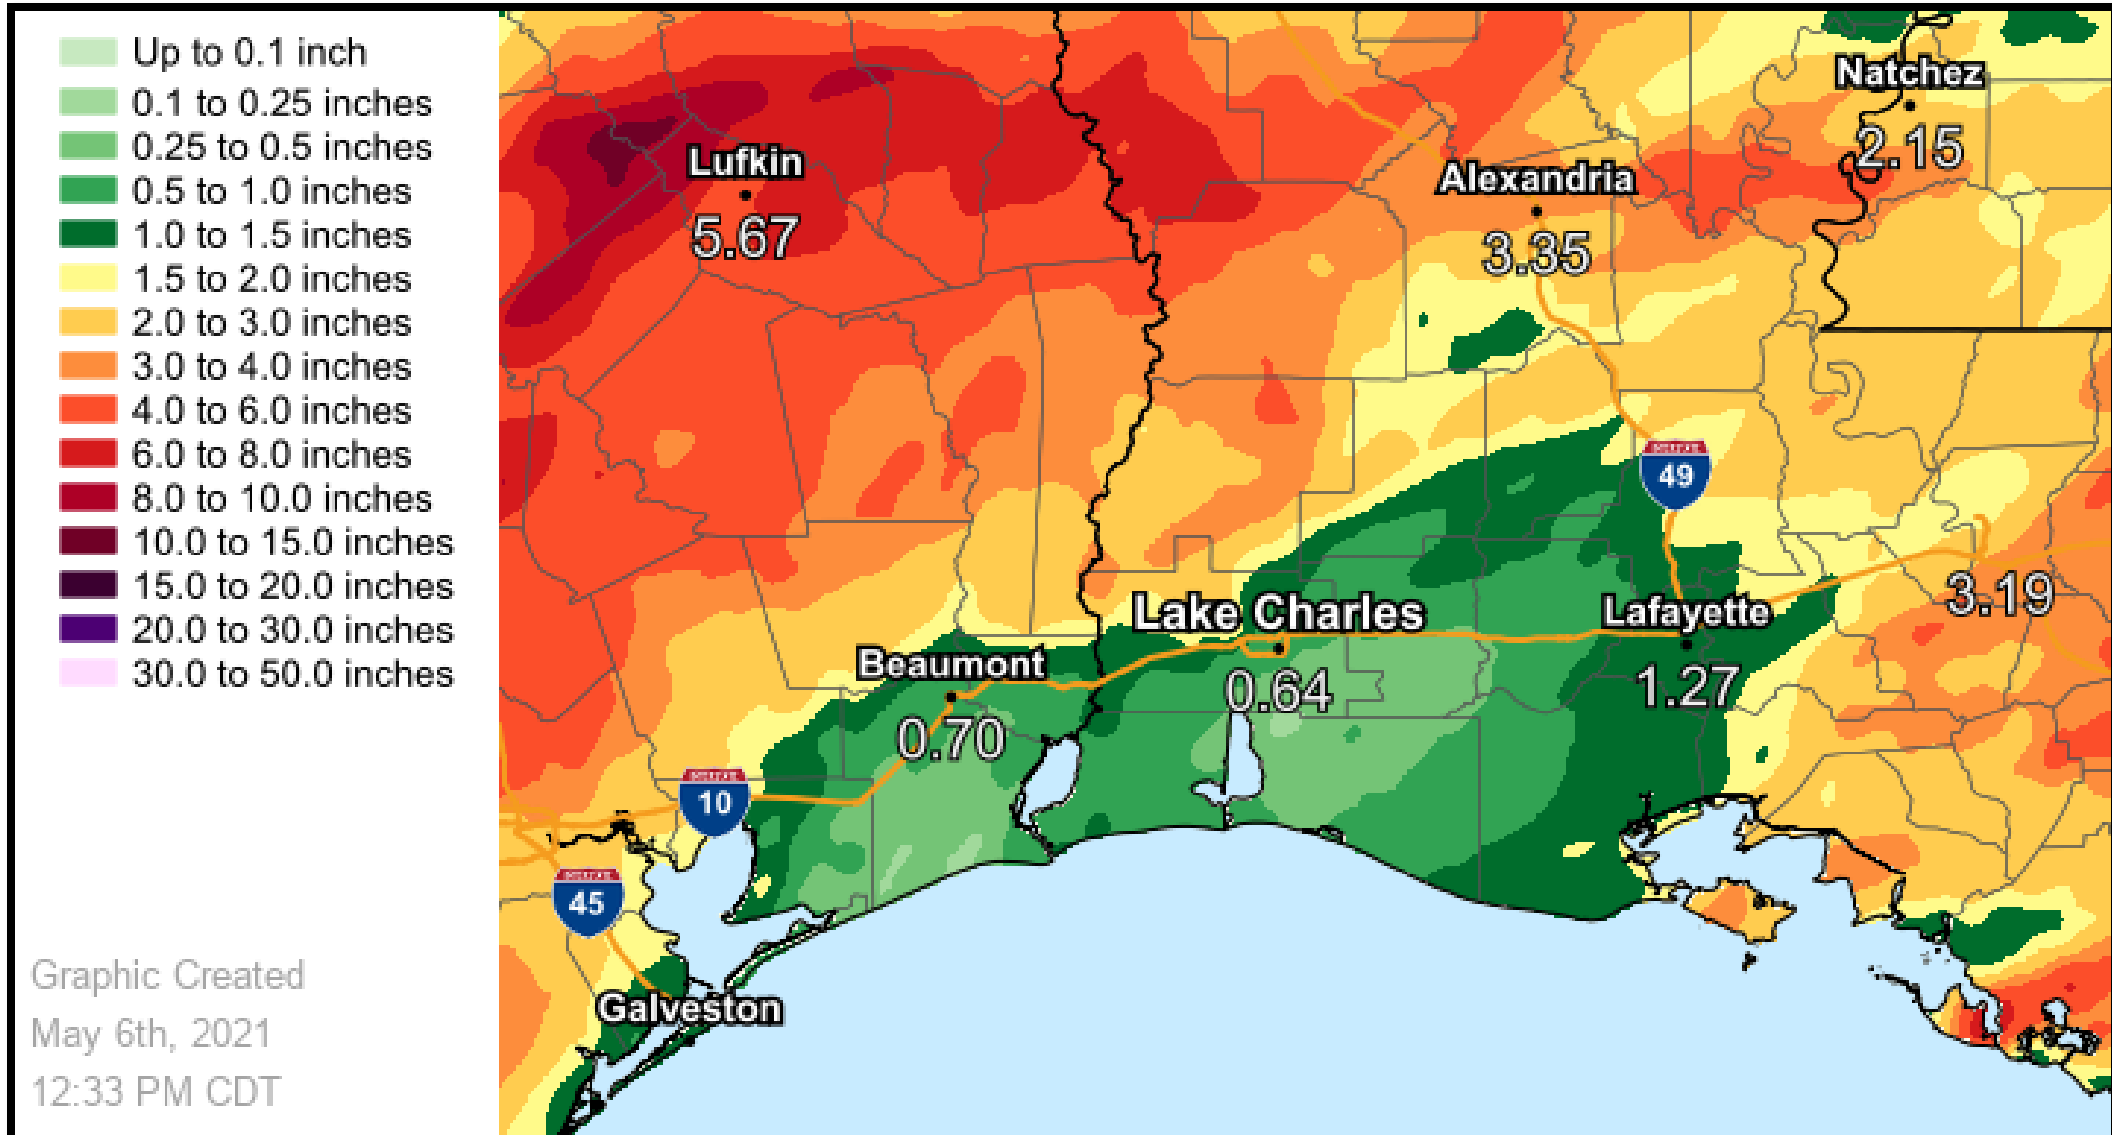 Up to 0.1 inch
0.1 to 0.25 inches
0.25 to 0.5 inches
0.5 to 1.0 inches
1.0 to 1.5 inches
1.5 to 2.0 inches
2.0 to 3.0 inches
3.0 to 4.0 inches
4.0 to 6.0 inches
6.0 to 8.0 inches
8.0 to 10.0 inches
10.0 to 15.0 inches
15.0 to 20.0 inches
20.0 to 30.0 inches
30.0 to 50.0 inches
Graphic Created
May 6th, 2021
12:33 PM CDT
Natchez
2.15
Lufkin
5.67
Alexandria
3.35
49
Lake Charles
0.64
Lafayette
1.27
3.19
Beaumont
0.70
10
45
Galveston